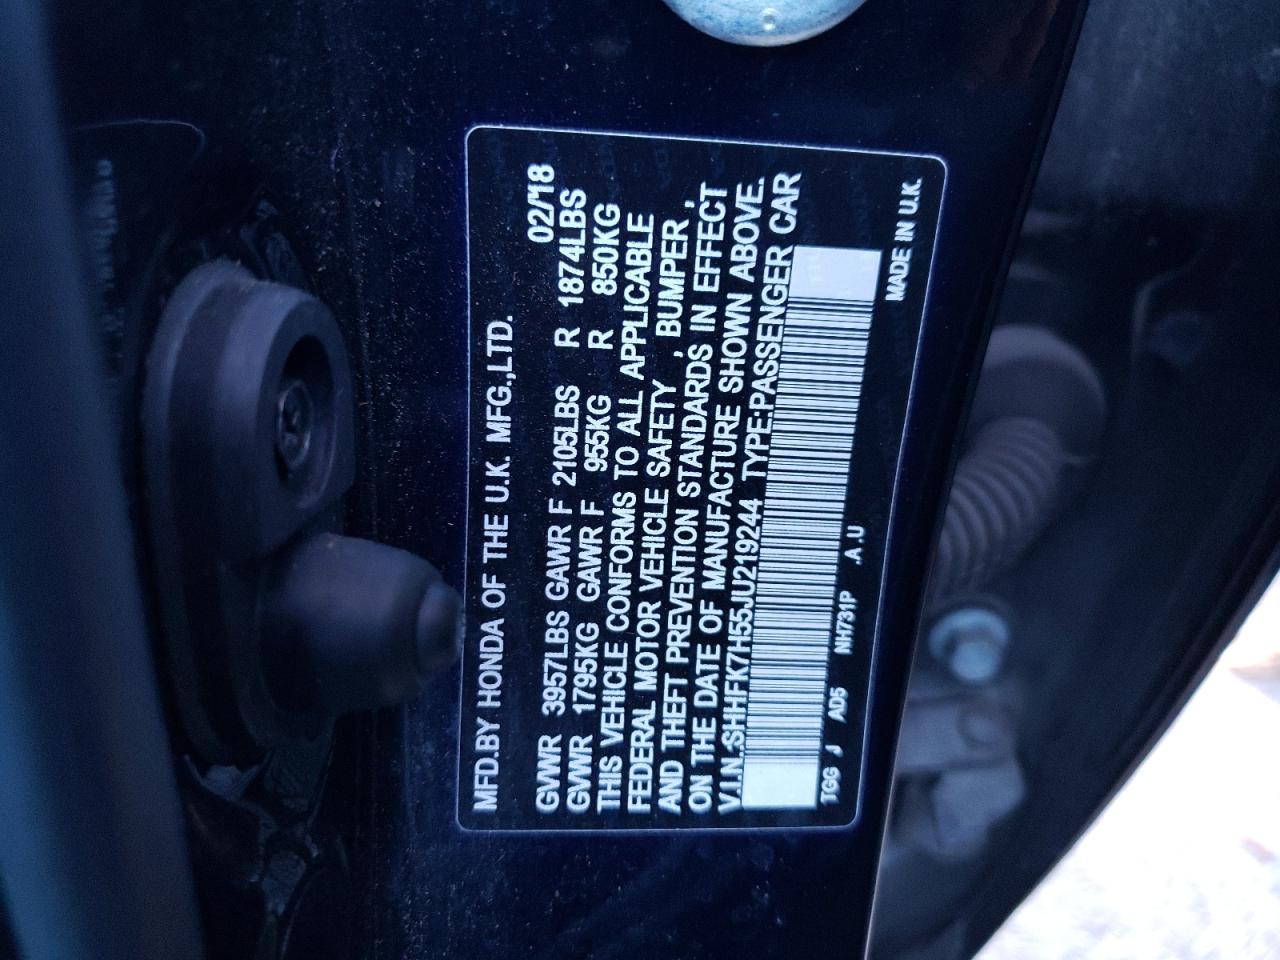 MFD.BY HONDA OF THE U.K. MFG.,LTD.
02/18
GVWR 3957LBS GAWR F 2105LBS R 1874LBS
GVWR 1795KG GAWR F 955KG R 850KG
THIS VEHICLE CONFORMS TO ALL APPLICABLE
FEDERAL MOTOR VEHICLE SAFETY , BUMPER ,
AND THEFT PREVENTION STANDARDS IN EFFECT
ON THE DATE OF MANUFACTURE SHOWN ABOVE.
V.I.N.:SHHFK7H55JU219244 TYPE:PASSENGER CAR
TGG J AD5 NH731P .A .U MADE IN U.K.